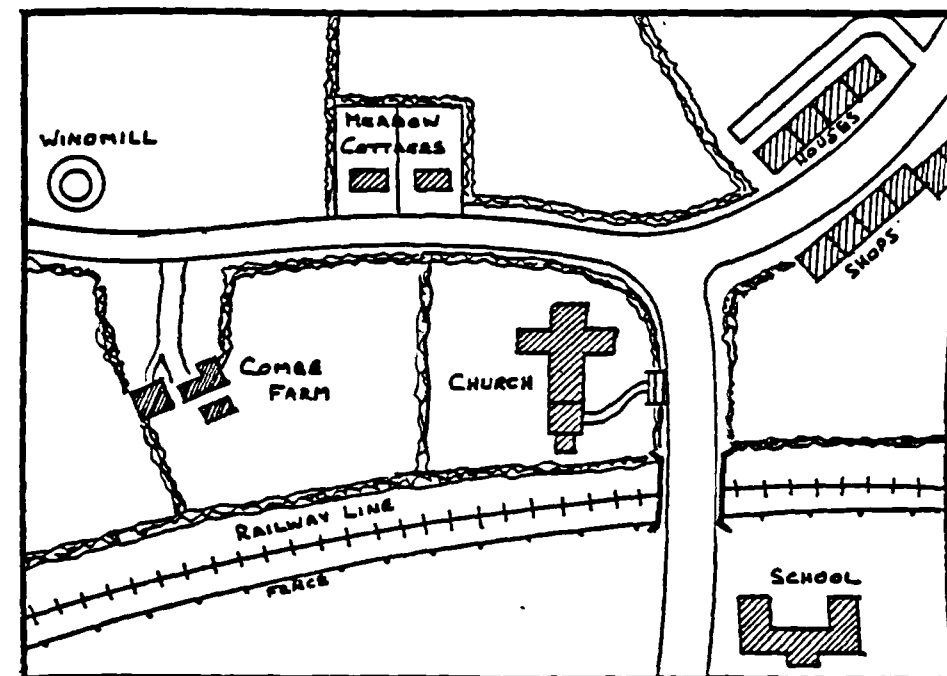 WINDMILL
MEADOW
COTTAGES
HOUSES
SHOPS
COMBE
FARM
CHURCH
RAILWAY LINE
FENCE
SCHOOL